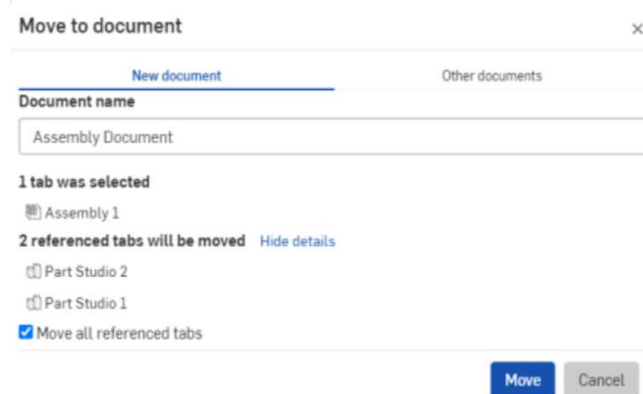 Move to document
New document Other documents
Document name
Assembly Document
1 tab was selected
Assembly 1
2 referenced tabs will be moved Hide details
Part Studio 2
Part Studio 1
Move all referenced tabs
Move Cancel